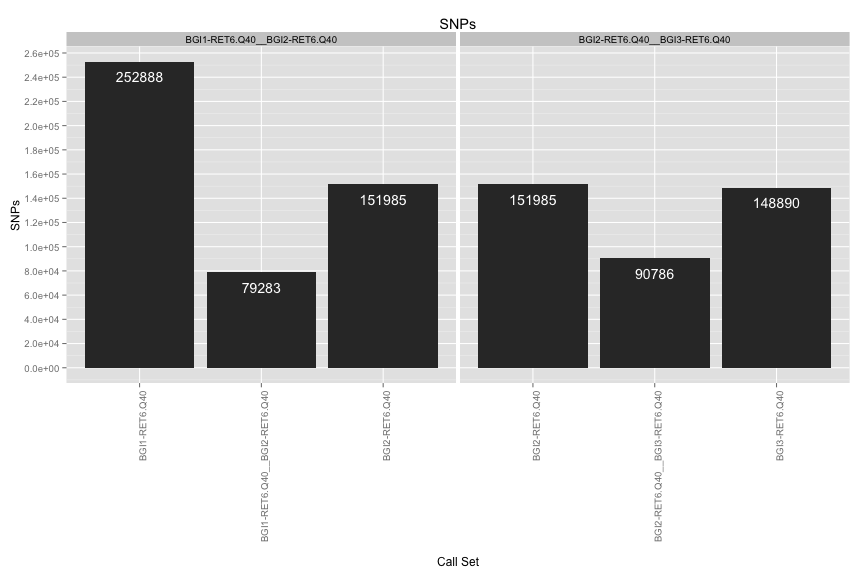 SNPs
BGI1-RET6.Q40__BGI2-RET6.Q40
BGI2-RET6.Q40__BGI3-RET6.Q40
SNPs
2.6e+05
2.4e+05
2.2e+05
2.0e+05
1.8e+05
1.6e+05
1.4e+05
1.2e+05
1.0e+05
8.0e+04
6.0e+04
4.0e+04
2.0e+04
0.0e+00
252888
79283
151985
151985
90786
148890
BGI1-RET6.Q40
BGI1-RET6.Q40__BGI2-RET6.Q40
BGI2-RET6.Q40
BGI2-RET6.Q40
BGI2-RET6.Q40__BGI3-RET6.Q40
BGI3-RET6.Q40
Call Set